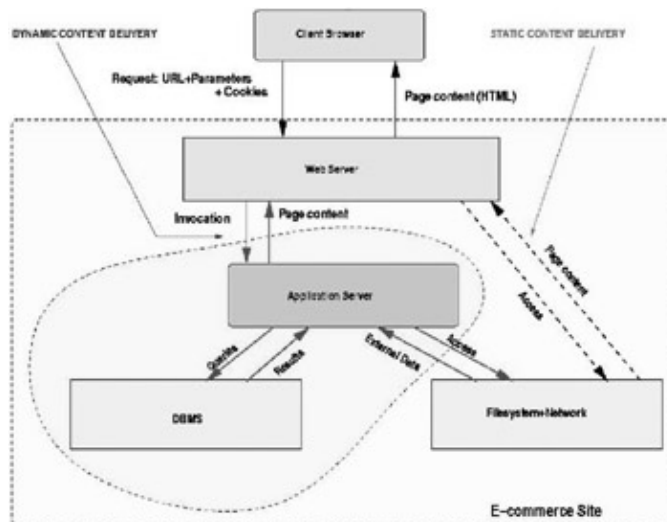 DYNAMIC CONTENT DELIVERY
Client Browser
STATIC CONTENT DELIVERY
Request: URL+Parameters
+ Cookies
Page content (HTML)
Web Server
Invocation
Page content
Page content
Access
Application Server
Queries
Results
External Data
Access
DBMS
Filesystem+Network
E-commerce Site